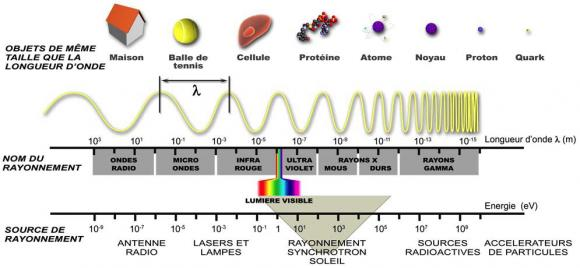 OBJETS DE MÊME
TAILLE QUE LA
LONGUEUR D'ONDE
Maison
Balle de
tennis
Cellule
Protéine
Atome
Noyau
Proton
Quark
λ
10³ 10¹ 10⁻¹ 10⁻³ 10⁻⁵ 10⁻⁷ 10⁻⁹ 10⁻¹¹ 10⁻¹³ 10⁻¹⁵ Longueur d'onde λ (m)
NOM DU
RAYONNEMENT
ONDES
RADIO
MICRO
ONDES
INFRA
ROUGE
ULTRA
VIOLET
RAYONS X
MOUS DURS
RAYONS
GAMMA
LUMIERE VISIBLE
Energie (eV)
10⁻⁹ 10⁻⁷ 10⁻⁵ 10⁻³ 10⁻¹ 1 10¹ 10³ 10⁵ 10⁷ 10⁹
SOURCE DE
RAYONNEMENT
ANTENNE
RADIO
LASERS ET
LAMPES
RAYONNEMENT
SYNCHROTRON
SOLEIL
SOURCES
RADIOACTIVES
ACCELERATEURS
DE PARTICULES